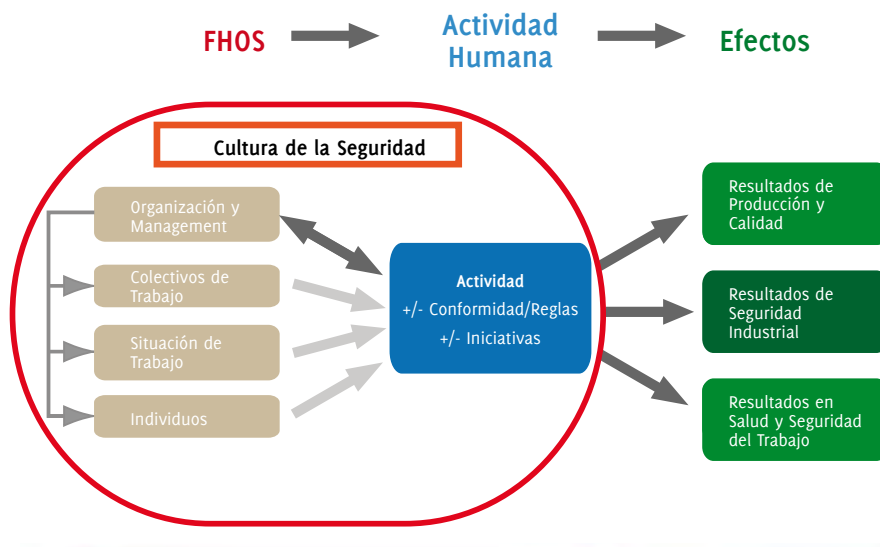 FHOS
Actividad
Humana
Efectos
Cultura de la Seguridad
Organización y
Management
Colectivos de
Trabajo
Situación de
Trabajo
Individuos
Actividad
+/- Conformidad/Reglas
+/- Iniciativas
Resultados de
Producción y
Calidad
Resultados de
Seguridad
Industrial
Resultados en
Salud y Seguridad
del Trabajo